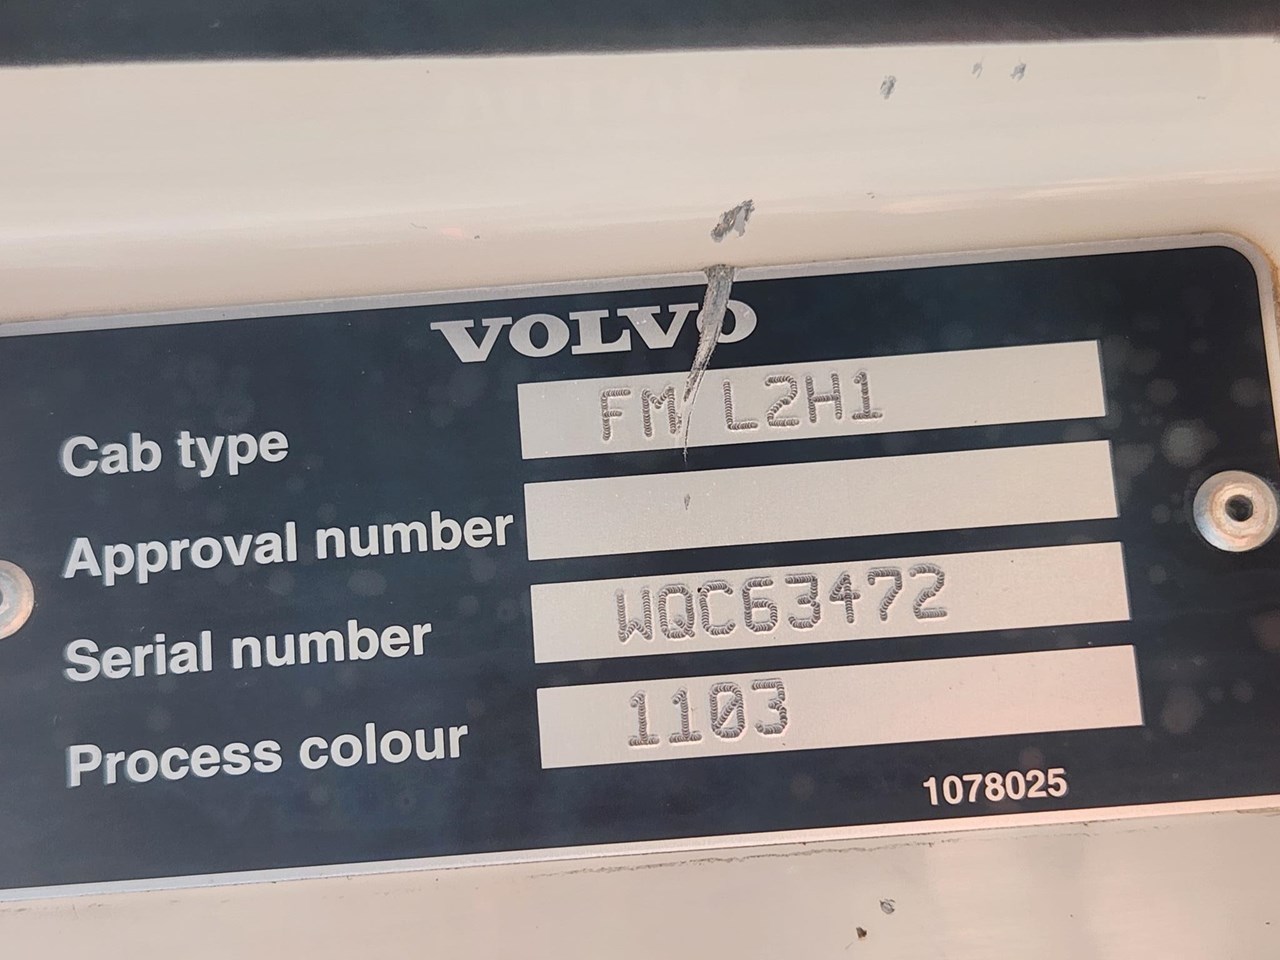 VOLVO
Cab type FM L2H1
Approval number
Serial number WQC63472
Process colour 1103
1078025